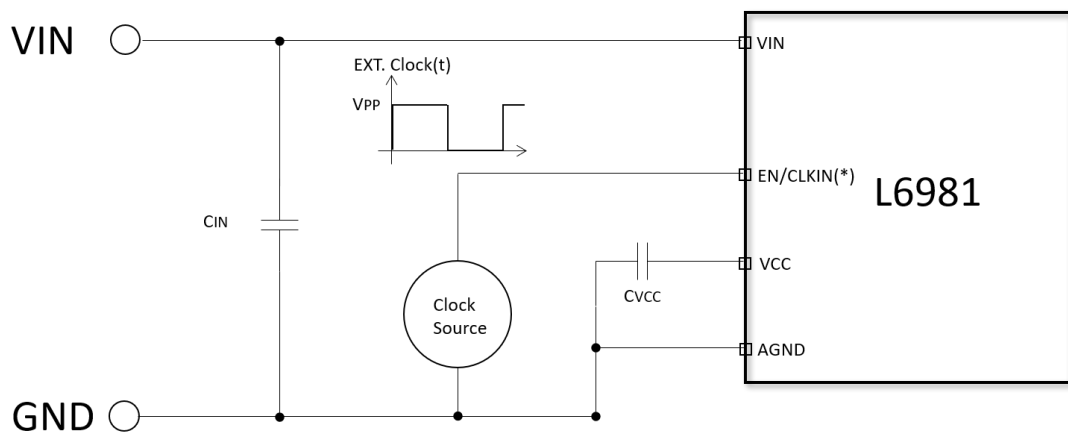 VIN
VIN
EXT. Clock(t)
VPP
EN/CLKIN(*)
L6981
CIN
VCC
CVCC
Clock
Source
AGND
GND